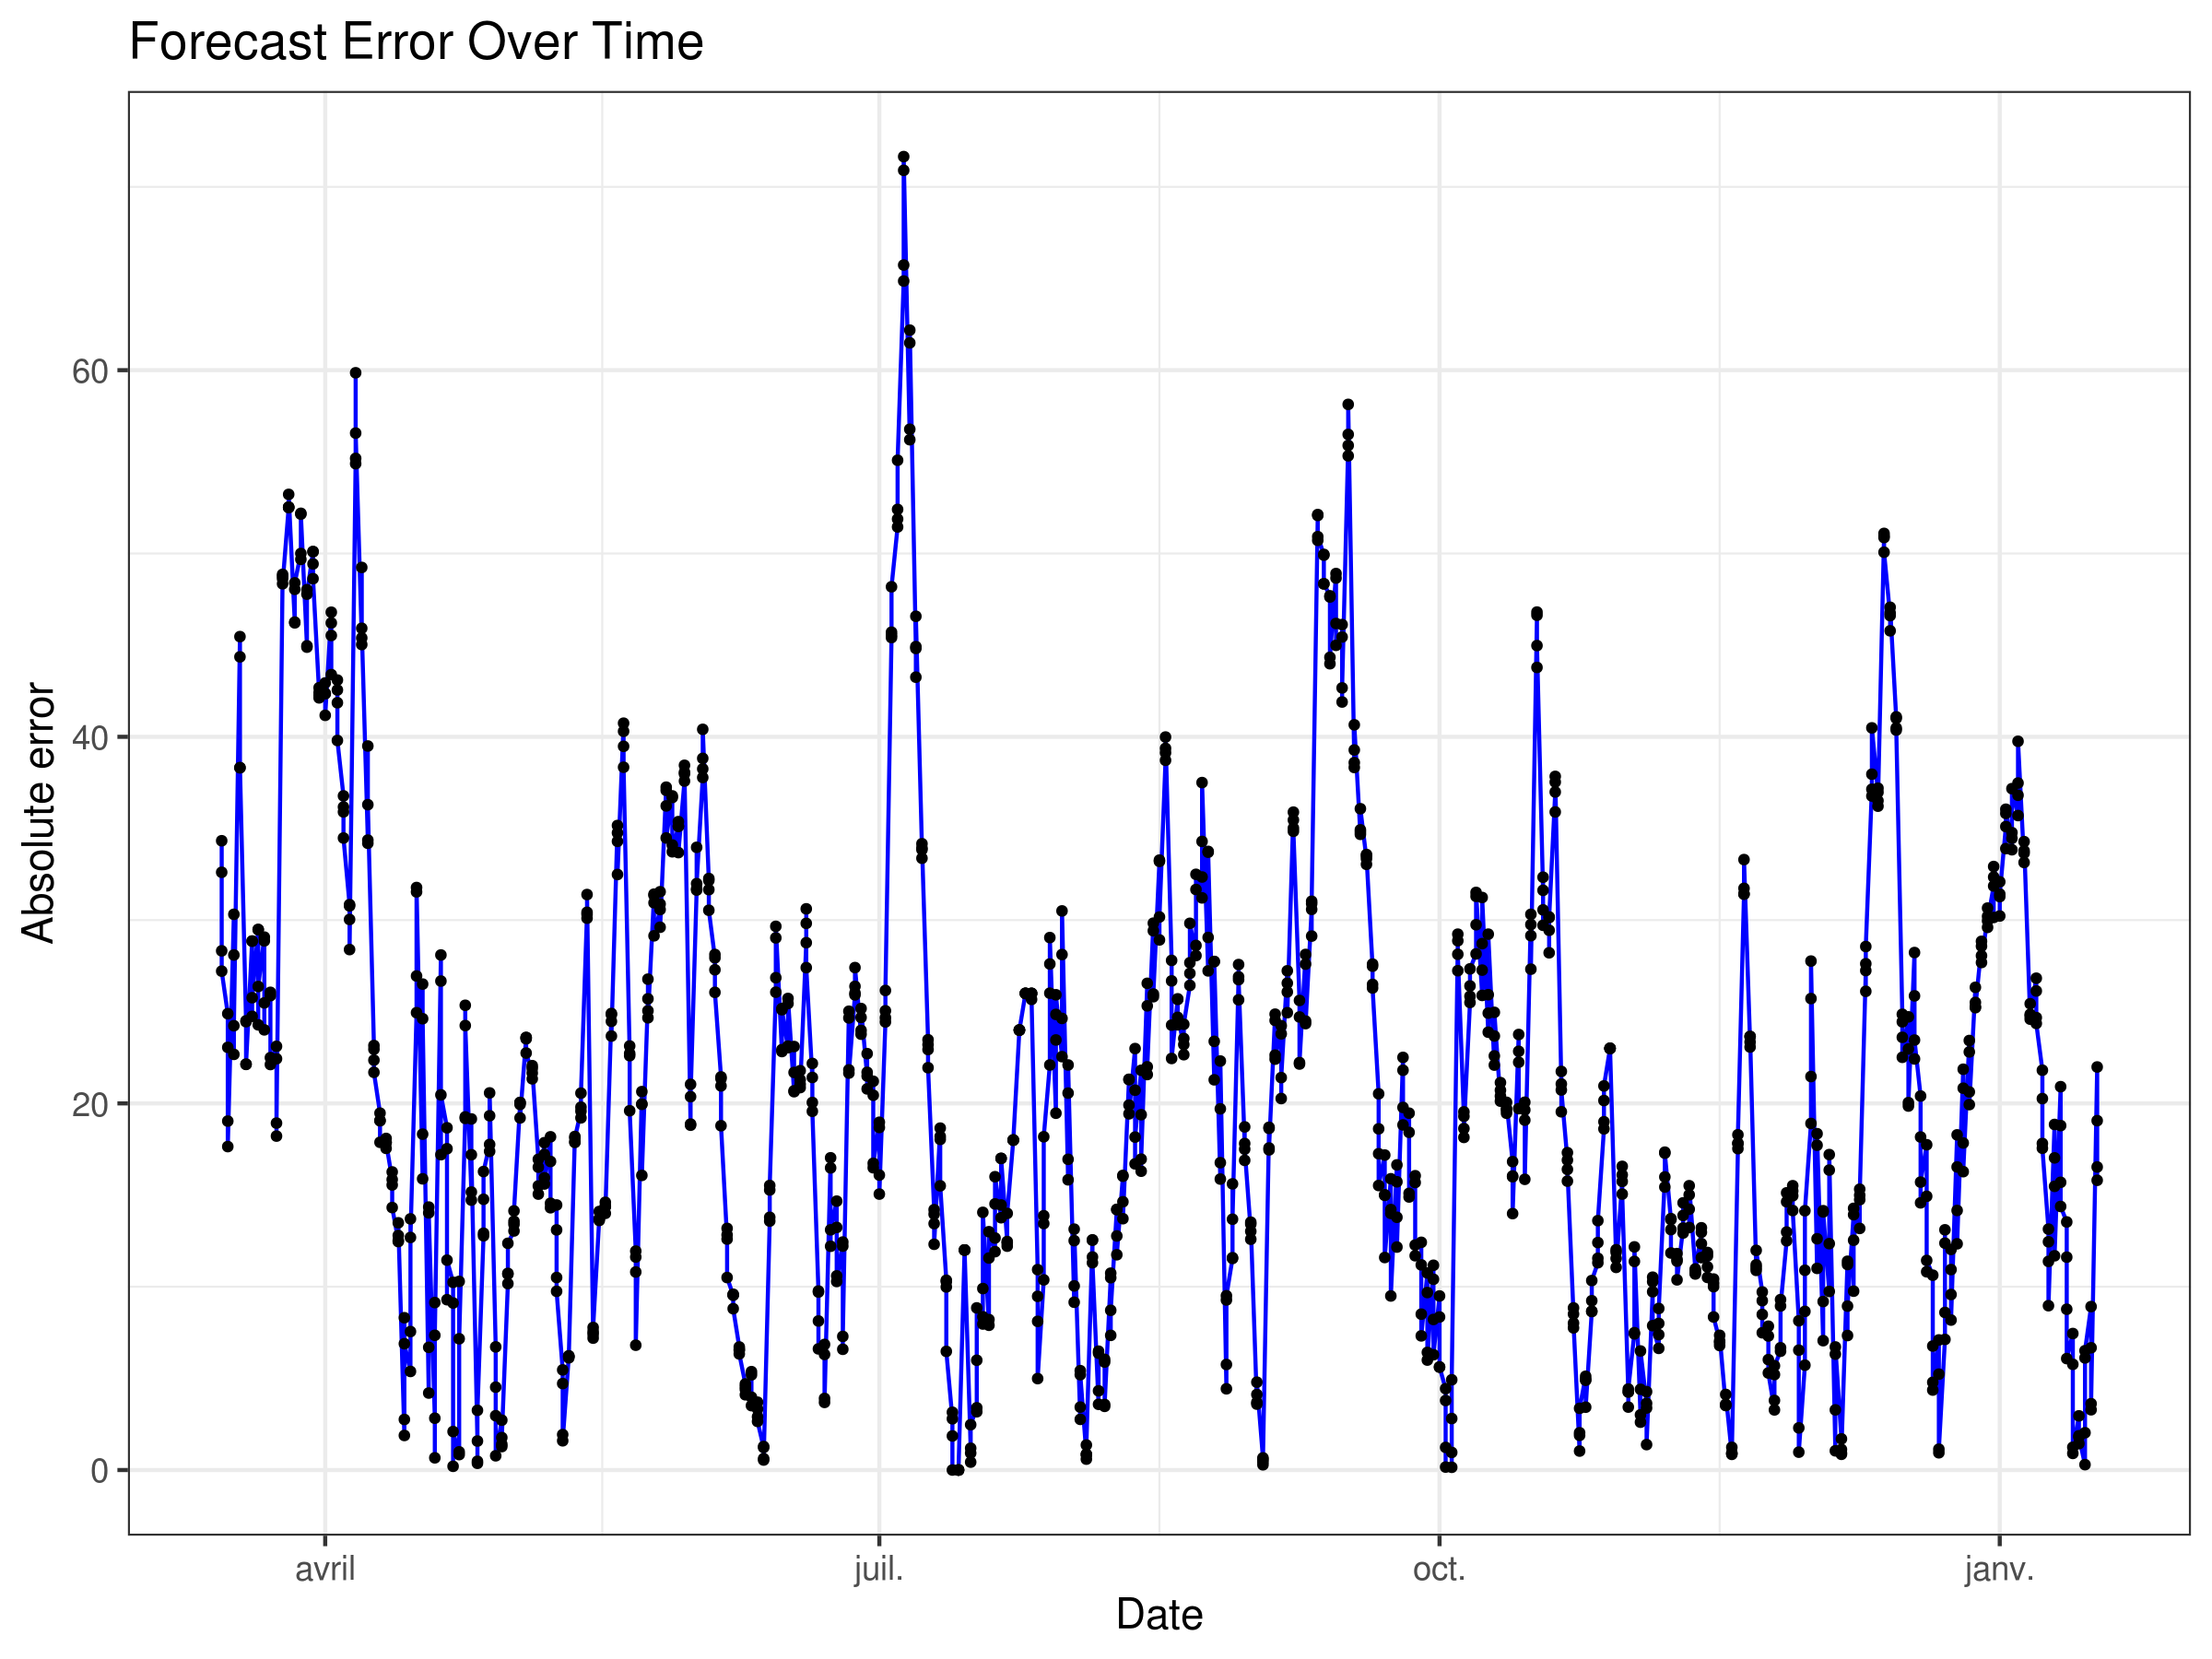 Forecast Error Over Time
Absolute error
60
40
20
0
avril
juil.
oct.
janv.
Date